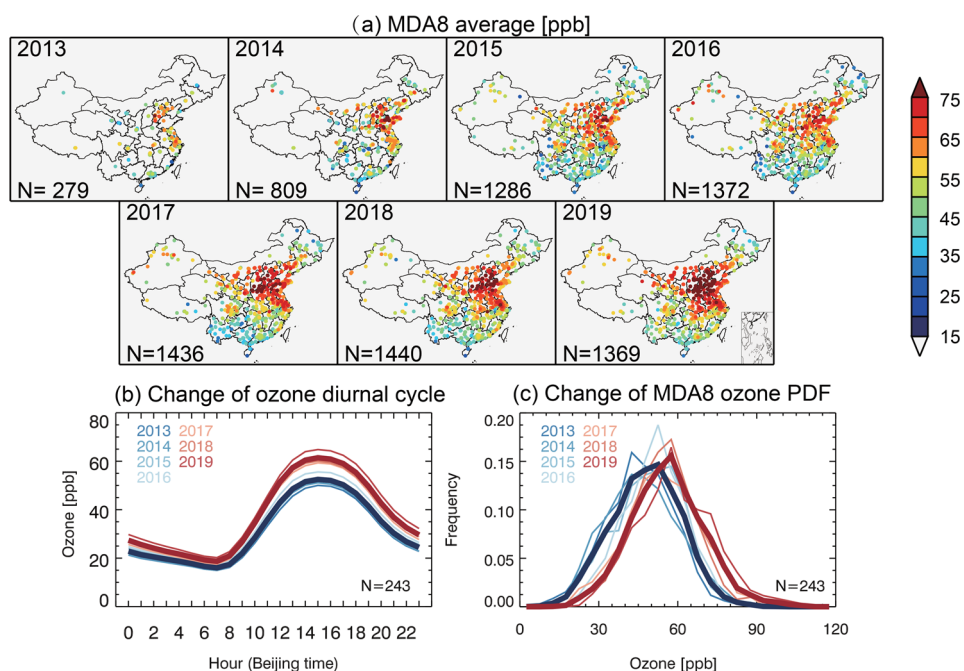 (a) MDA8 average [ppb]
2013
2014
2015
2016
N= 279
N= 809
N=1286
N=1372
2017
2018
2019
N=1436
N=1440
N=1369
75
65
55
45
35
25
15
(b) Change of ozone diurnal cycle
80
60
40
20
0
Ozone [ppb]
2013 2017
2014 2018
2015 2019
2016
N=243
0 2 4 6 8 10 12 14 16 18 20 22
Hour (Beijing time)
(c) Change of MDA8 ozone PDF
0.20
0.15
0.10
0.05
0.00
Frequency
2013 2017
2014 2018
2015 2019
2016
N=243
0 30 60 90 120
Ozone [ppb]